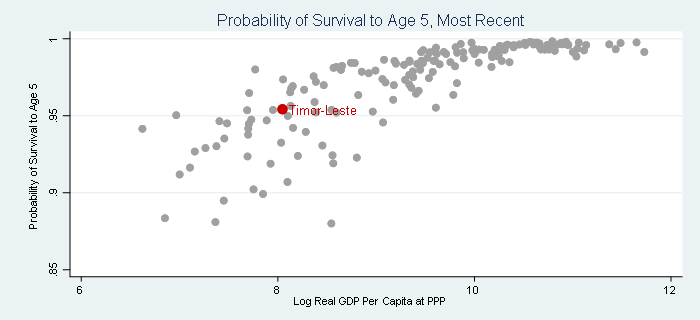 Probability of Survival to Age 5, Most Recent
Probability of Survival to Age 5
1
.95
.9
.85
Timor-Leste
6 8 10 12
Log Real GDP Per Capita at PPP